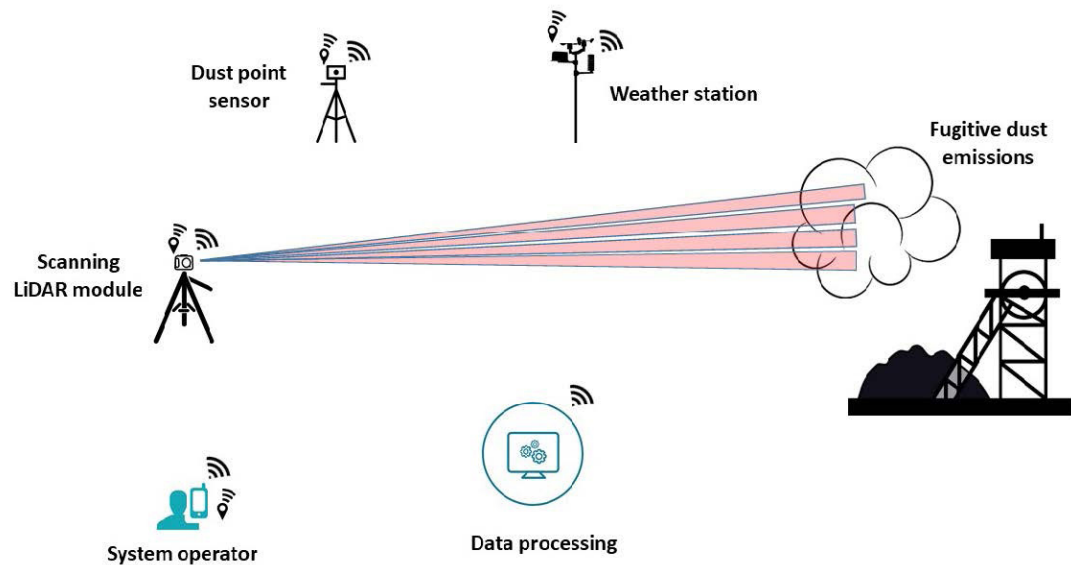 Dust point
sensor
Weather station
Fugitive dust
emissions
Scanning
LiDAR module
System operator
Data processing